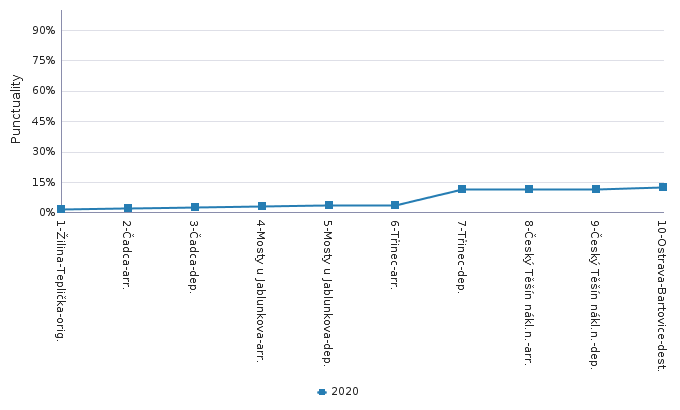 90%
75%
60%
45%
30%
15%
0%
Punctuality
1-Žilina-Teplička-orig.
2-Čadca-arr.
3-Čadca-dep.
4-Mosty u Jablunkova-arr.
5-Mosty u Jablunkova-dep.
6-Třinec-arr.
7-Třinec-dep.
8-Český Těšín nákl.n.-arr.
9-Český Těšín nákl.n.-dep.
10-Ostrava-Bartovice-dest.
2020